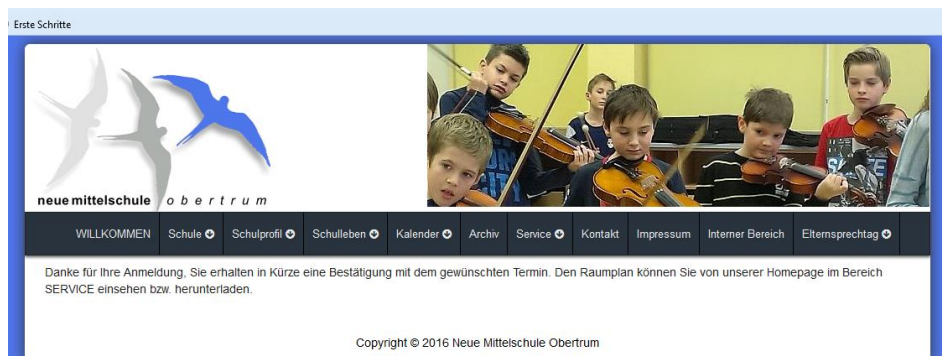 Erste Schritte
neue mittelschule obertrum
WILLKOMMEN Schule Schulprofil Schulleben Kalender Archiv Service Kontakt Impressum Interner Bereich Elternsprechtag
Danke für Ihre Anmeldung, Sie erhalten in Kürze eine Bestätigung mit dem gewünschten Termin. Den Raumplan können Sie von unserer Homepage im Bereich
SERVICE einsehen bzw. herunterladen.
Copyright © 2016 Neue Mittelschule Obertrum